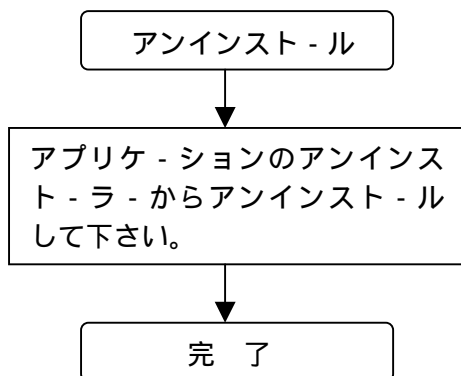 アンインスト - ル
アプリケ - ションのアンインス
ト - ラ - からアンインスト - ル
して下さい。
完　了